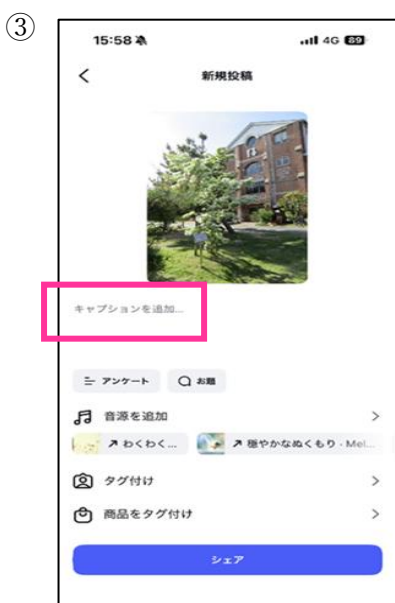 ③
15:58
4G 89
新規投稿
キャプションを追加...
アンケート お題
音源を追加
わくわく... 穏やかなぬくもり・Mel...
タグ付け
商品をタグ付け
シェア